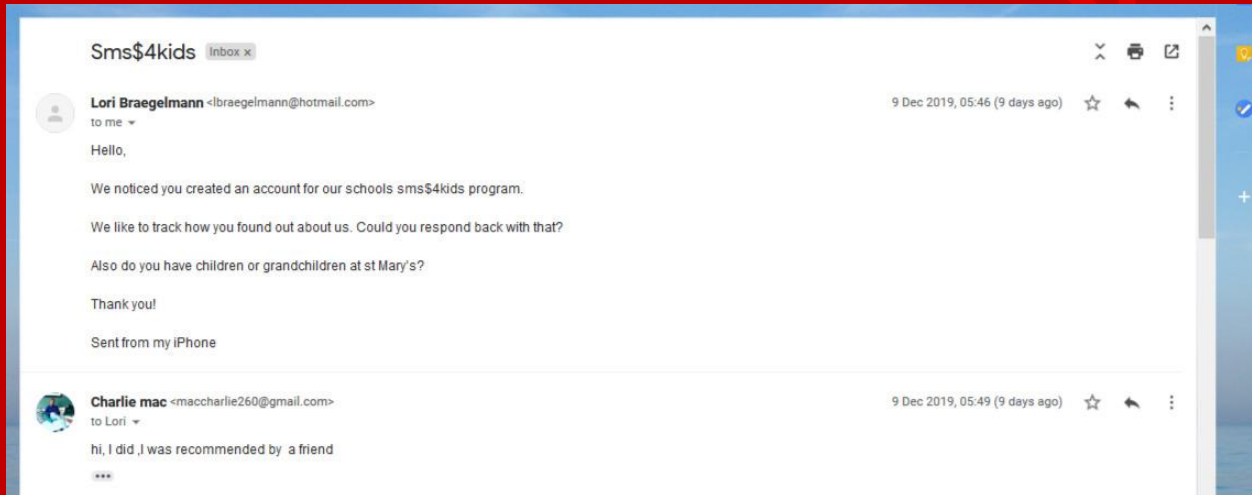 Sms$4kids Inbox x
Lori Braegelmann <lbraegelmann@hotmail.com> 9 Dec 2019, 05:46 (9 days ago)
to me
Hello,
We noticed you created an account for our schools sms$4kids program.
We like to track how you found out about us. Could you respond back with that?
Also do you have children or grandchildren at st Mary's?
Thank you!
Sent from my iPhone
Charlie mac <maccharlie260@gmail.com> 9 Dec 2019, 05:49 (9 days ago)
to Lori
hi, I did ,I was recommended by a friend